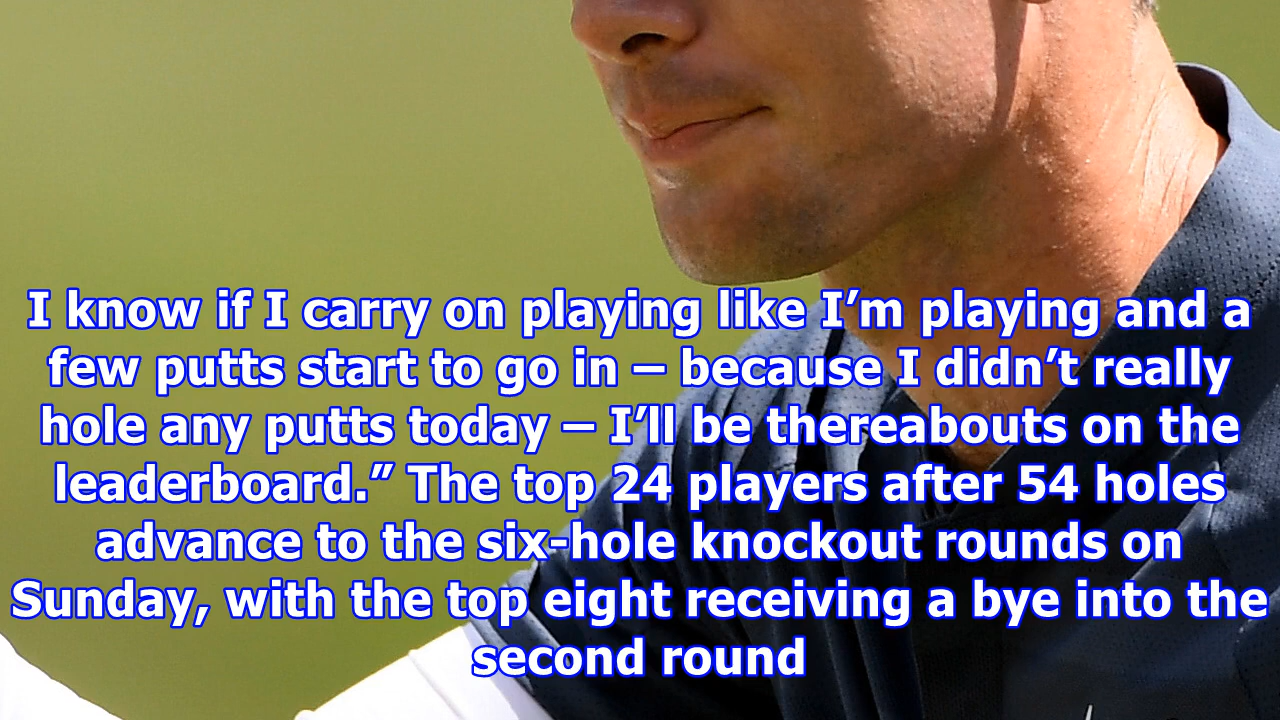 I know if I carry on playing like I’m playing and a
few putts start to go in – because I didn’t really
hole any putts today – I’ll be thereabouts on the
leaderboard.” The top 24 players after 54 holes
advance to the six-hole knockout rounds on
Sunday, with the top eight receiving a bye into the
second round